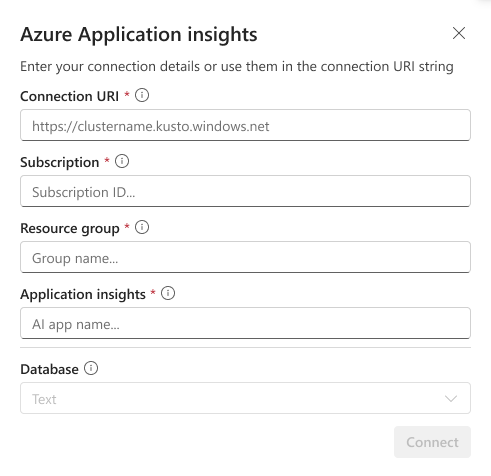 Azure Application insights
Enter your connection details or use them in the connection URI string
Connection URI *
https://clustername.kusto.windows.net
Subscription *
Subscription ID...
Resource group *
Group name...
Application insights *
AI app name...
Database
Text
Connect